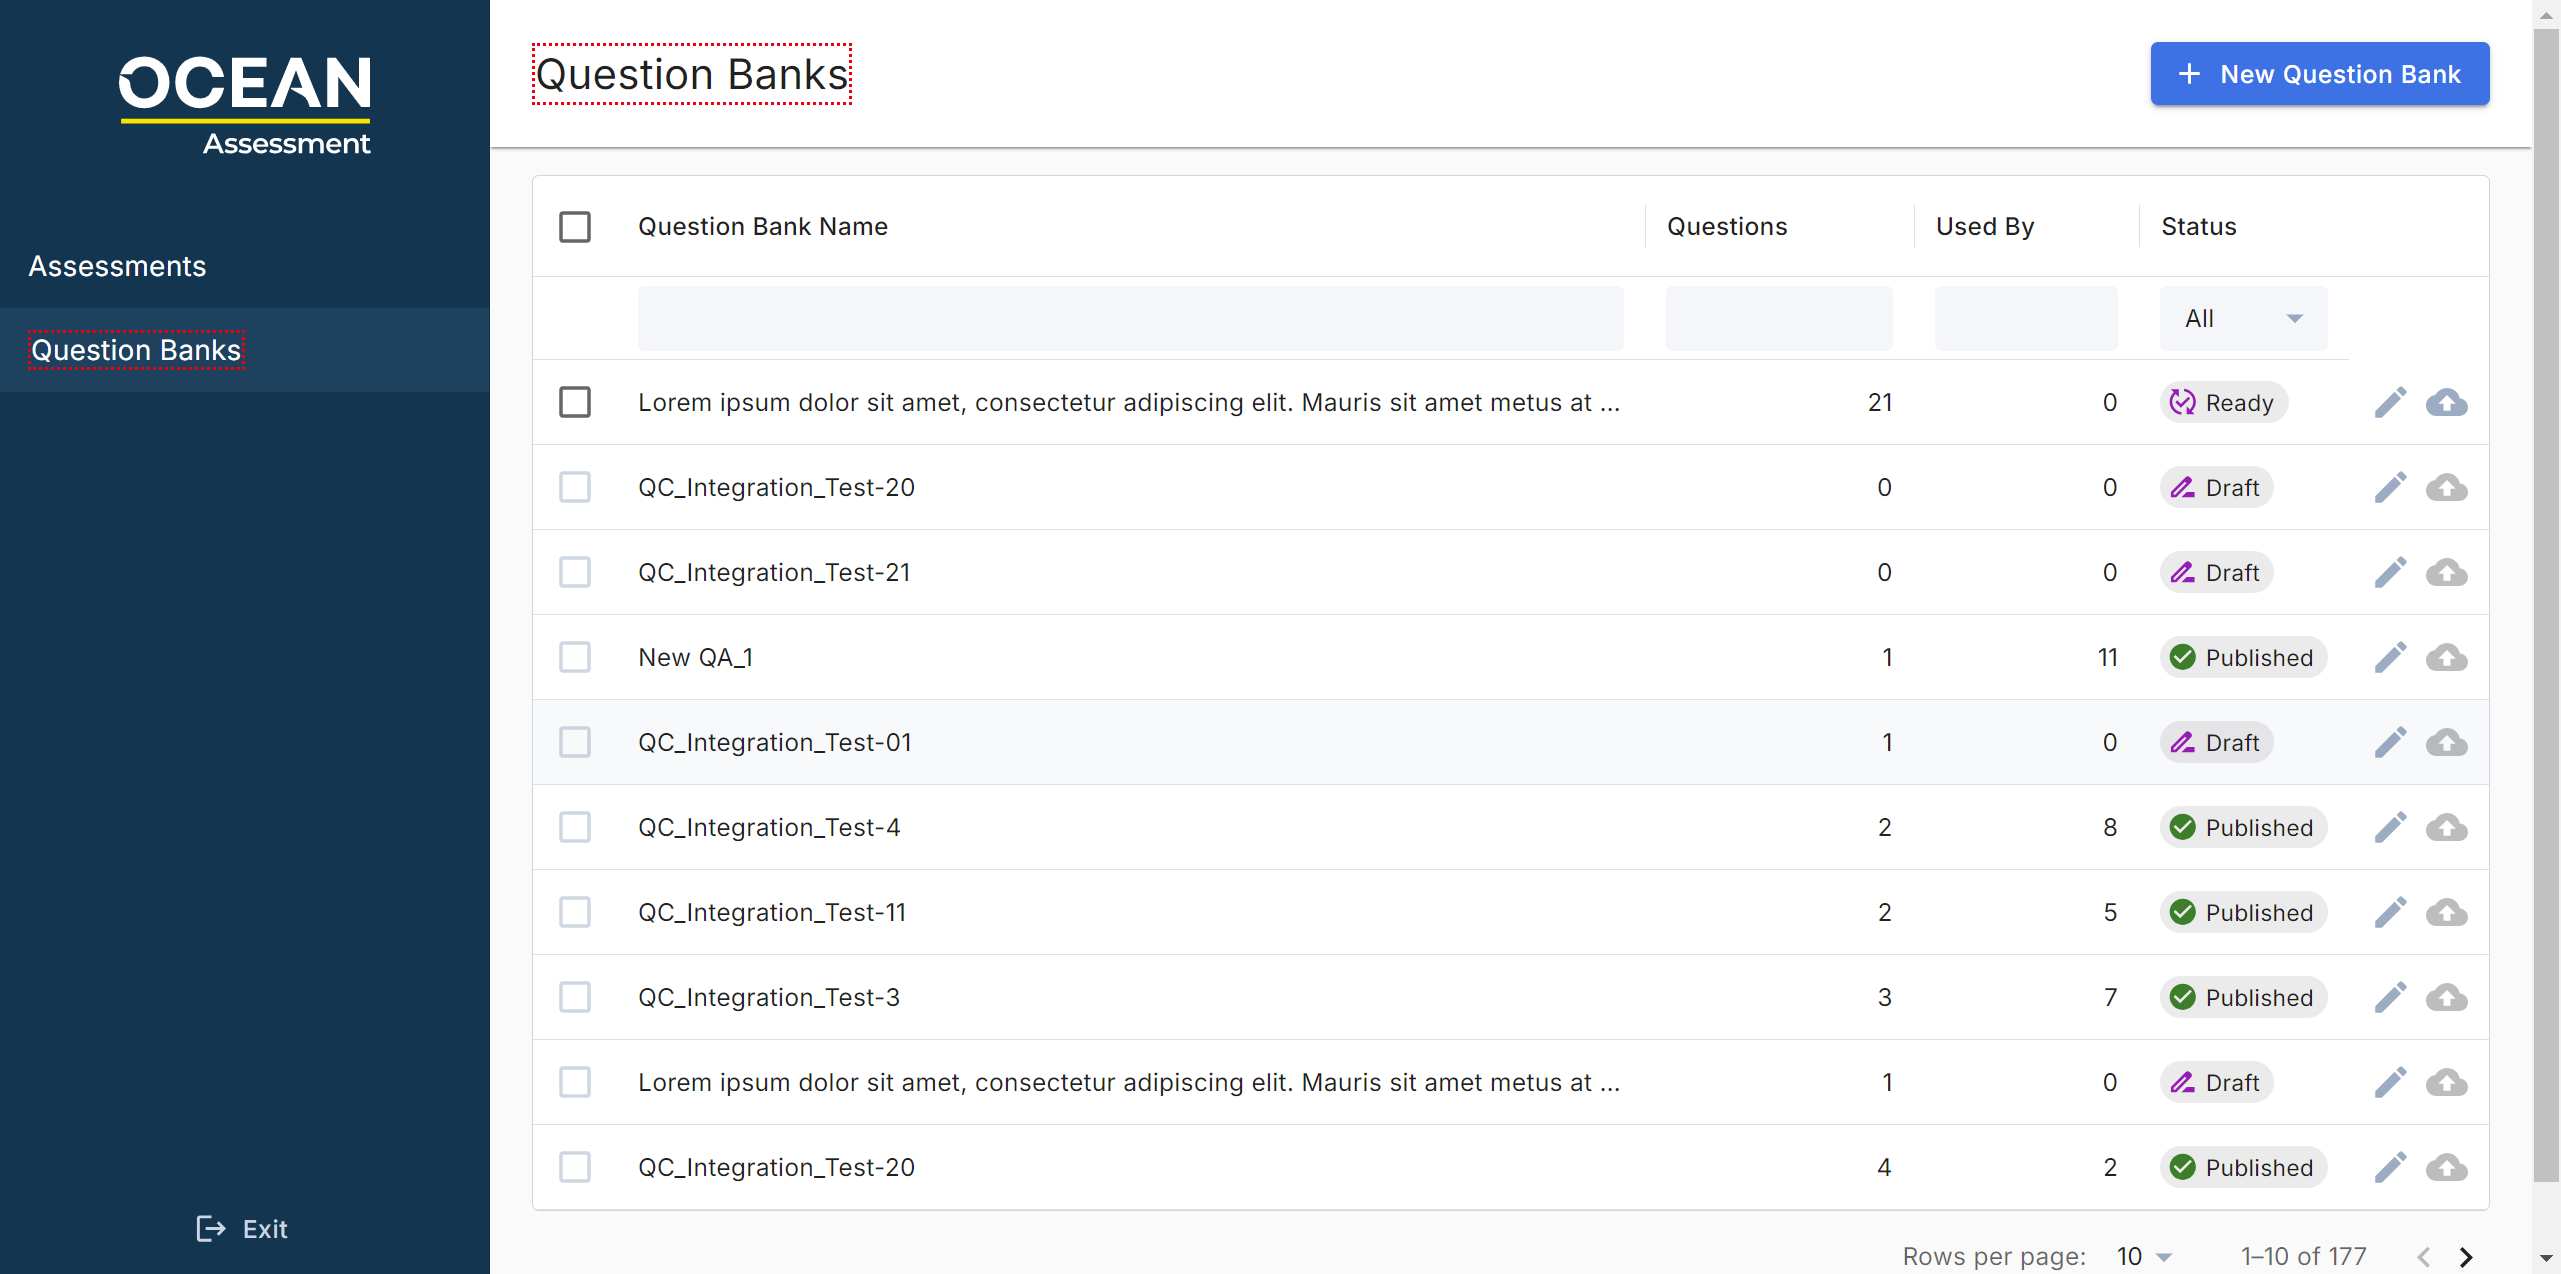 OCEAN
Assessment
Assessments
Question Banks
Exit
Question Banks
New Question Bank
Question Bank Name Questions Used By Status
All
Lorem ipsum dolor sit amet, consectetur adipiscing elit. Mauris sit amet metus at ... 21 0 Ready
QC_Integration_Test-20 0 0 Draft
QC_Integration_Test-21 0 0 Draft
New QA_1 1 11 Published
QC_Integration_Test-01 1 0 Draft
QC_Integration_Test-4 2 8 Published
QC_Integration_Test-11 2 5 Published
QC_Integration_Test-3 3 7 Published
Lorem ipsum dolor sit amet, consectetur adipiscing elit. Mauris sit amet metus at ... 1 0 Draft
QC_Integration_Test-20 4 2 Published
Rows per page: 10 1–10 of 177